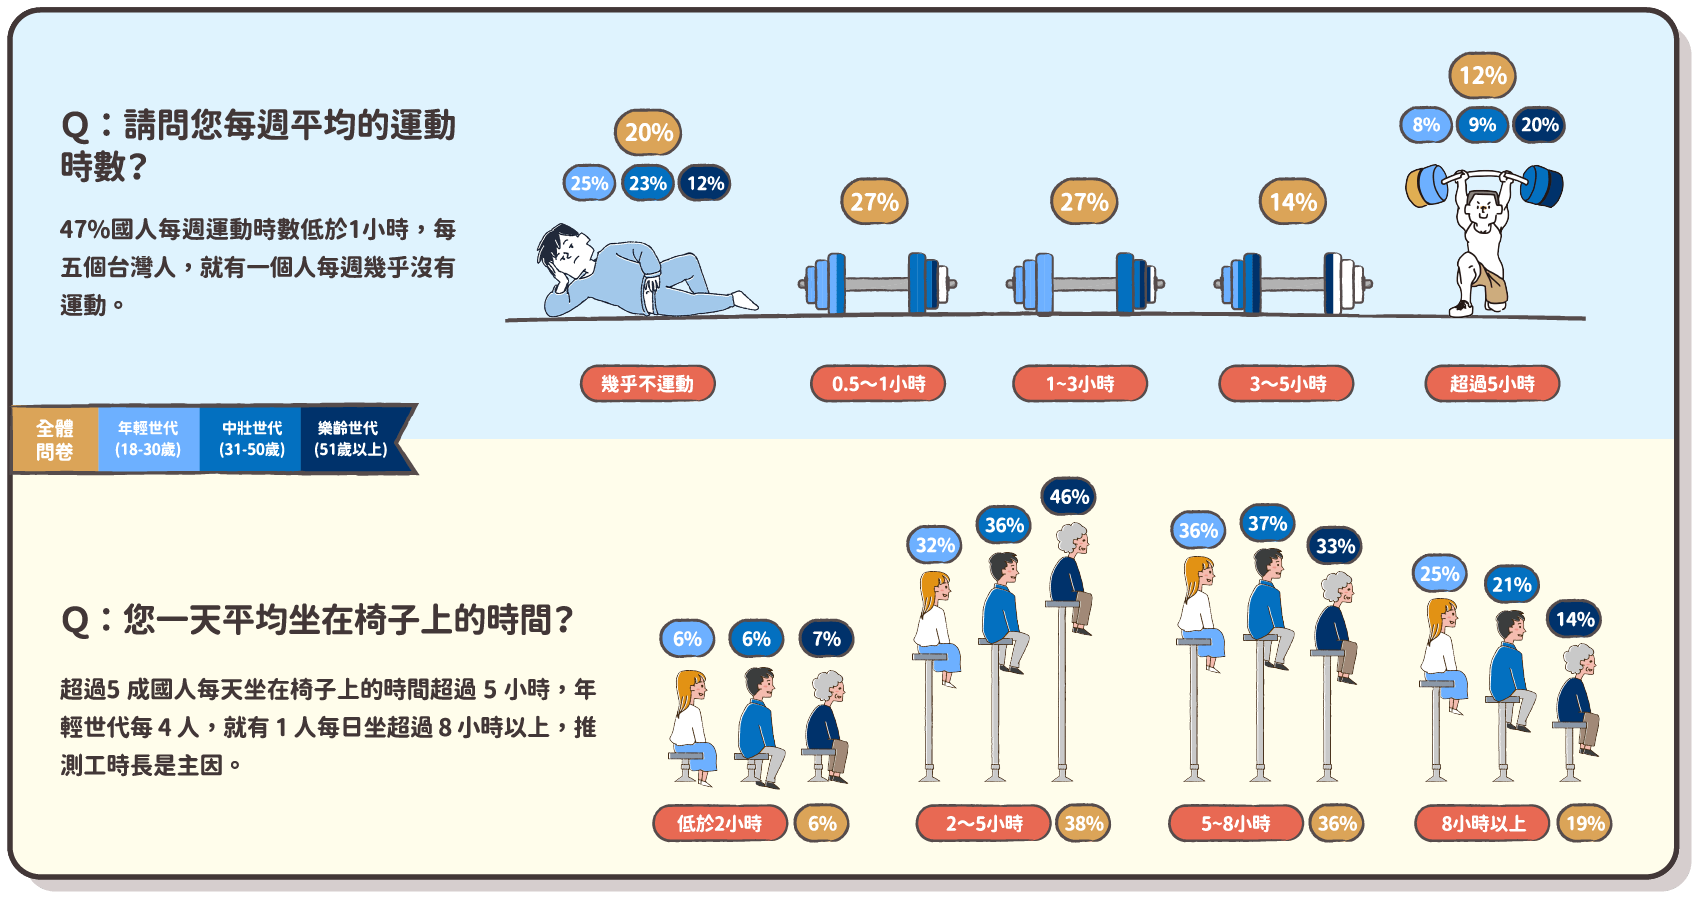 Q：請問您每週平均的運動
時數？
47%國人每週運動時數低於1小時，每
五個台灣人，就有一個人每週幾乎沒有
運動。
20%
25% 23% 12%
27%
27%
14%
12%
8% 9% 20%
幾乎不運動
0.5～1小時
1~3小時
3～5小時
超過5小時
全體
問卷
年輕世代
(18-30歲)
中壯世代
(31-50歲)
樂齡世代
(51歲以上)
Q：您一天平均坐在椅子上的時間？
超過5 成國人每天坐在椅子上的時間超過 5 小時，年
輕世代每 4 人，就有 1 人每日坐超過 8 小時以上，推
測工時長是主因。
6% 6% 7%
低於2小時 6%
32% 36% 46%
2～5小時 38%
36% 37% 33%
5~8小時 36%
25% 21% 14%
8小時以上 19%